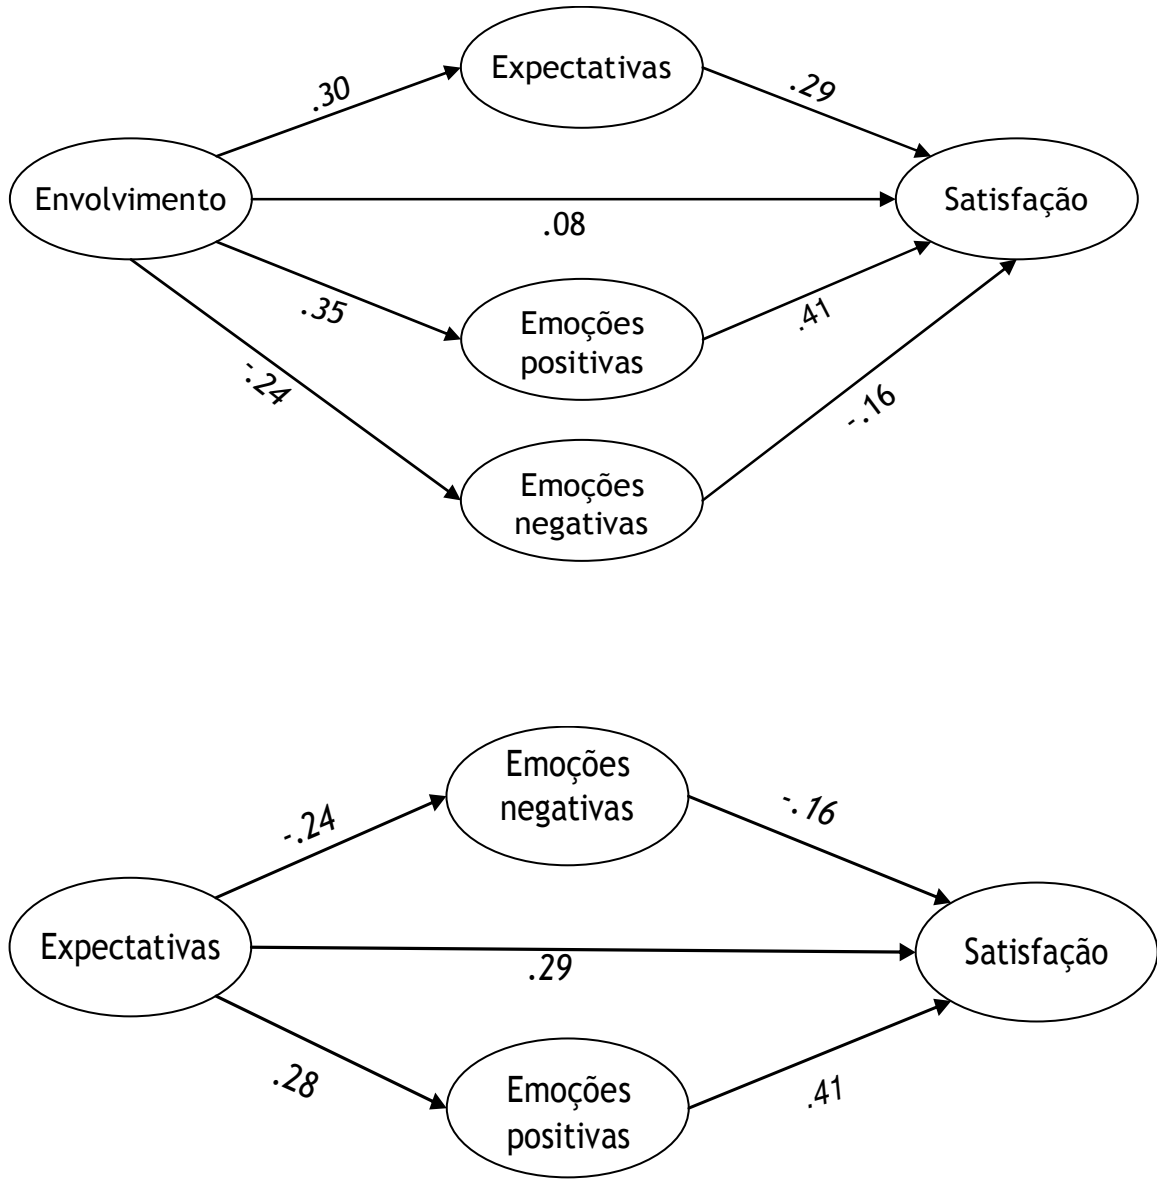 Expectativas
.30
.29
Envolvimento
Satisfação
.08
.35
Emoções
positivas
.41
-.24
-.16
Emoções
negativas
Emoções
negativas
-.24
-.16
Expectativas
Satisfação
.29
.28
Emoções
positivas
.41